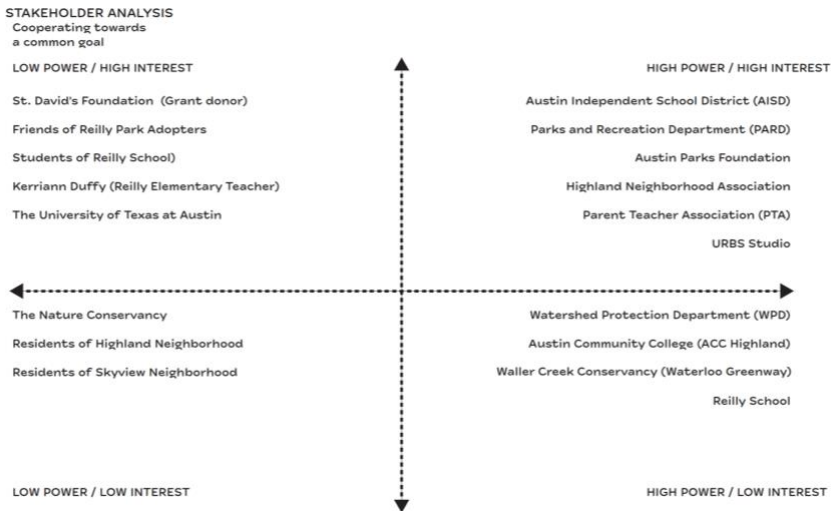 STAKEHOLDER ANALYSIS
Cooperating towards
a common goal
LOW POWER / HIGH INTEREST
St. David's Foundation (Grant donor)
Friends of Reilly Park Adopters
Students of Reilly School)
Kerriann Duffy (Reilly Elementary Teacher)
The University of Texas at Austin
HIGH POWER / HIGH INTEREST
Austin Independent School District (AISD)
Parks and Recreation Department (PARD)
Austin Parks Foundation
Highland Neighborhood Association
Parent Teacher Association (PTA)
URBS Studio
The Nature Conservancy
Residents of Highland Neighborhood
Residents of Skyview Neighborhood
LOW POWER / LOW INTEREST
Watershed Protection Department (WPD)
Austin Community College (ACC Highland)
Waller Creek Conservancy (Waterloo Greenway)
Reilly School
HIGH POWER / LOW INTEREST